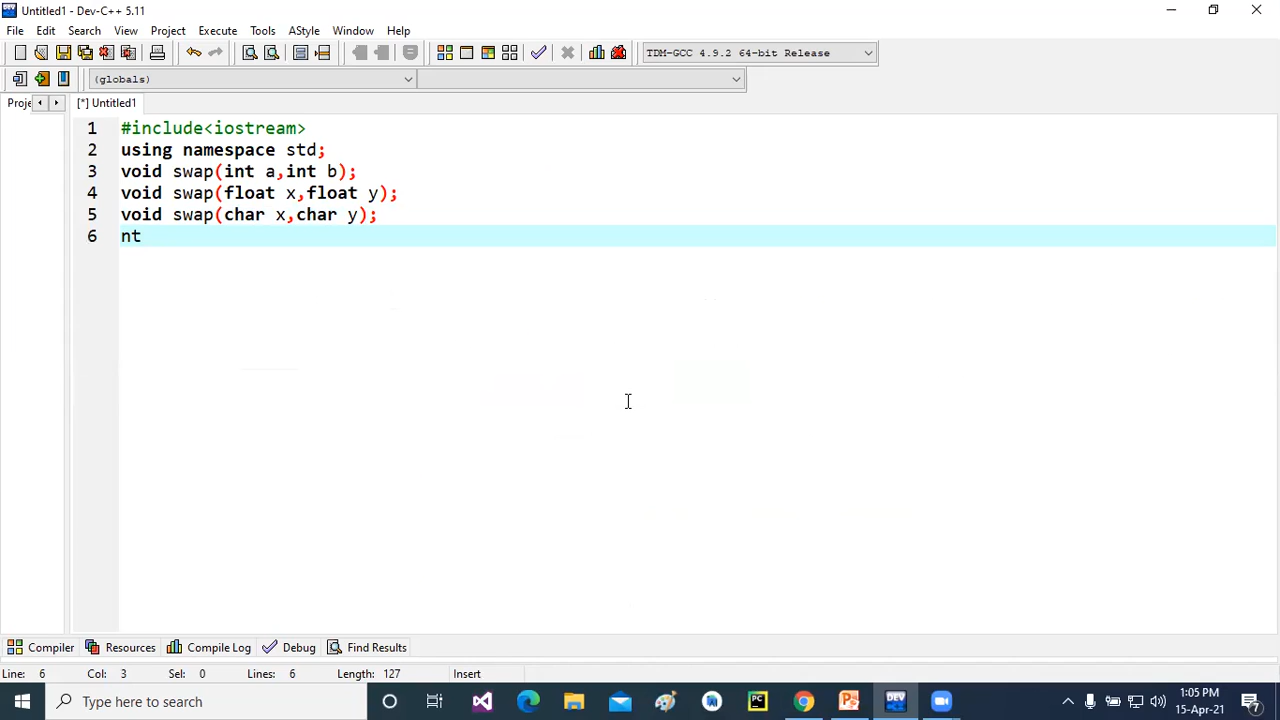 Untitled1 - Dev-C++ 5.11
File Edit Search View Project Execute Tools AStyle Window Help
TDM-GCC 4.9.2 64-bit Release
(globals)
Proje [*] Untitled1
1 #include<iostream>
2 using namespace std;
3 void swap(int a,int b);
4 void swap(float x,float y);
5 void swap(char x,char y);
6 nt
Compiler Resources Compile Log Debug Find Results
Line: 6 Col: 3 Sel: 0 Lines: 6 Length: 127 Insert
Type here to search
PC
DEV
1:05 PM
15-Apr-21
7